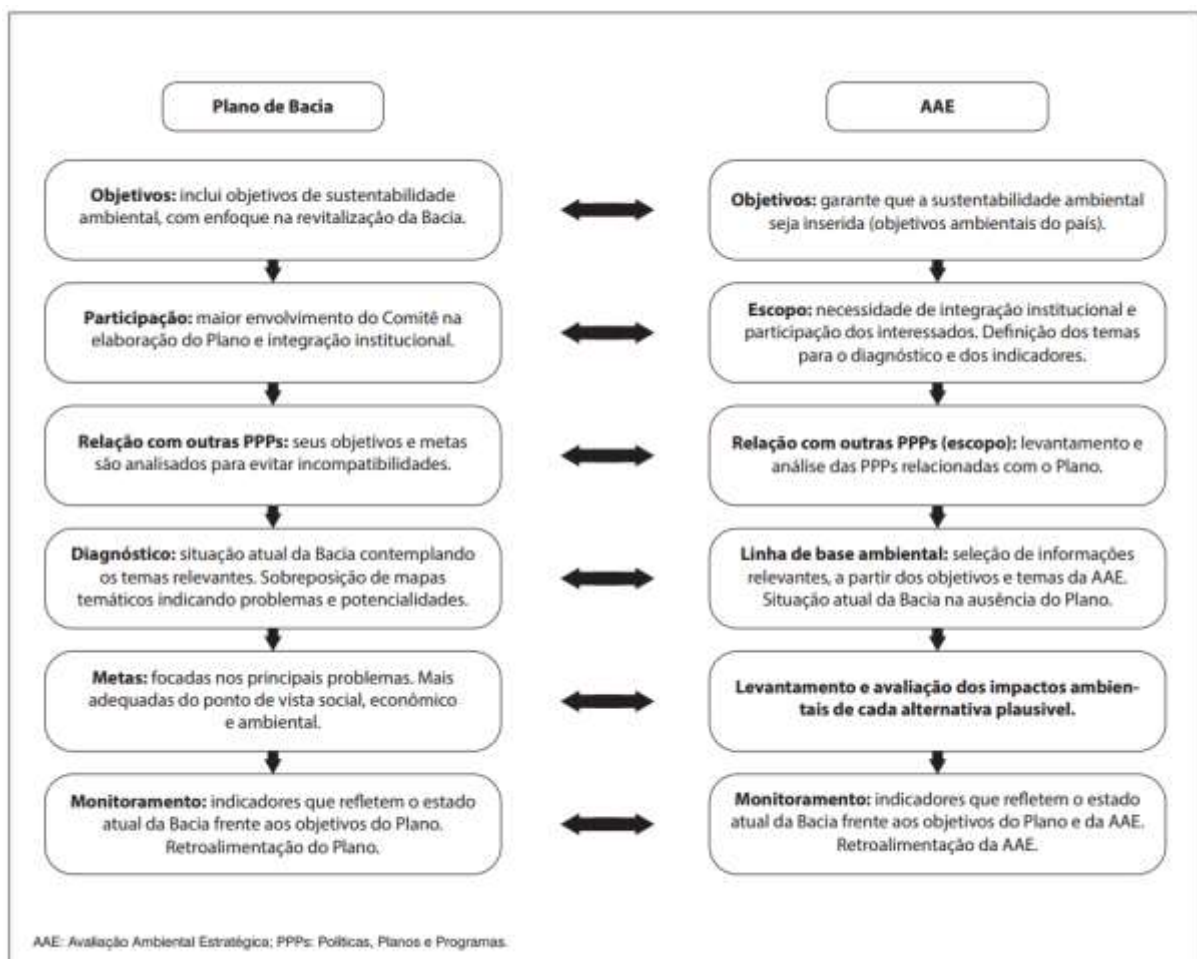 Plano de Bacia
AAE
Objetivos: inclui objetivos de sustentabilidade
ambiental, com enfoque na revitalização da Bacia.
Objetivos: garante que a sustentabilidade ambiental
seja inserida (objetivos ambientais do país).
Participação: maior envolvimento do Comitê na
elaboração do Plano e integração institucional.
Escopo: necessidade de integração institucional e
participação dos interessados. Definição dos temas
para o diagnóstico e dos indicadores.
Relação com outras PPPs: seus objetivos e metas
são analisados para evitar incompatibilidades.
Relação com outras PPPs (escopo): levantamento e
análise das PPPs relacionadas com o Plano.
Diagnóstico: situação atual da Bacia contemplando
os temas relevantes. Sobreposição de mapas
temáticos indicando problemas e potencialidades.
Linha de base ambiental: seleção de informações
relevantes, a partir dos objetivos e temas da AAE.
Situação atual da Bacia na ausência do Plano.
Metas: focadas nos principais problemas. Mais
adequadas do ponto de vista social, econômico
e ambiental.
Levantamento e avaliação dos impactos ambien-
tais de cada alternativa plausivel.
Monitoramento: indicadores que refletem o estado
atual da Bacia frente aos objetivos do Plano.
Retroalimentação do Plano.
Monitoramento: indicadores que refletem o estado
atual da Bacia frente aos objetivos do Plano e da AAE.
Retroalimentação da AAE.
AAE: Avaliação Ambiental Estratégica; PPPs: Políticas, Planos e Programas.